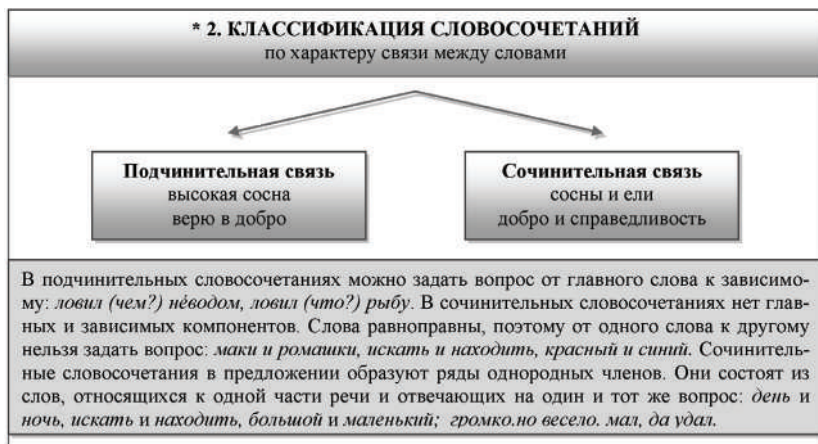 * 2. КЛАССИФИКАЦИЯ СЛОВОСОЧЕТАНИЙ
по характеру связи между словами
Подчинительная связь
высокая сосна
верю в добро
Сочинительная связь
сосны и ели
добро и справедливость
В подчинительных словосочетаниях можно задать вопрос от главного слова к зависимо-
му: ловил (чем?) нéводом, ловил (что?) рыбу. В сочинительных словосочетаниях нет глав-
ных и зависимых компонентов. Слова равноправны, поэтому от одного слова к другому
нельзя задать вопрос: маки и ромашки, искать и находить, красный и синий. Сочинитель-
ные словосочетания в предложении образуют ряды однородных членов. Они состоят из
слов, относящихся к одной части речи и отвечающих на один и тот же вопрос: день и
ночь, искать и находить, большой и маленький; громко.но весело. мал, да удал.